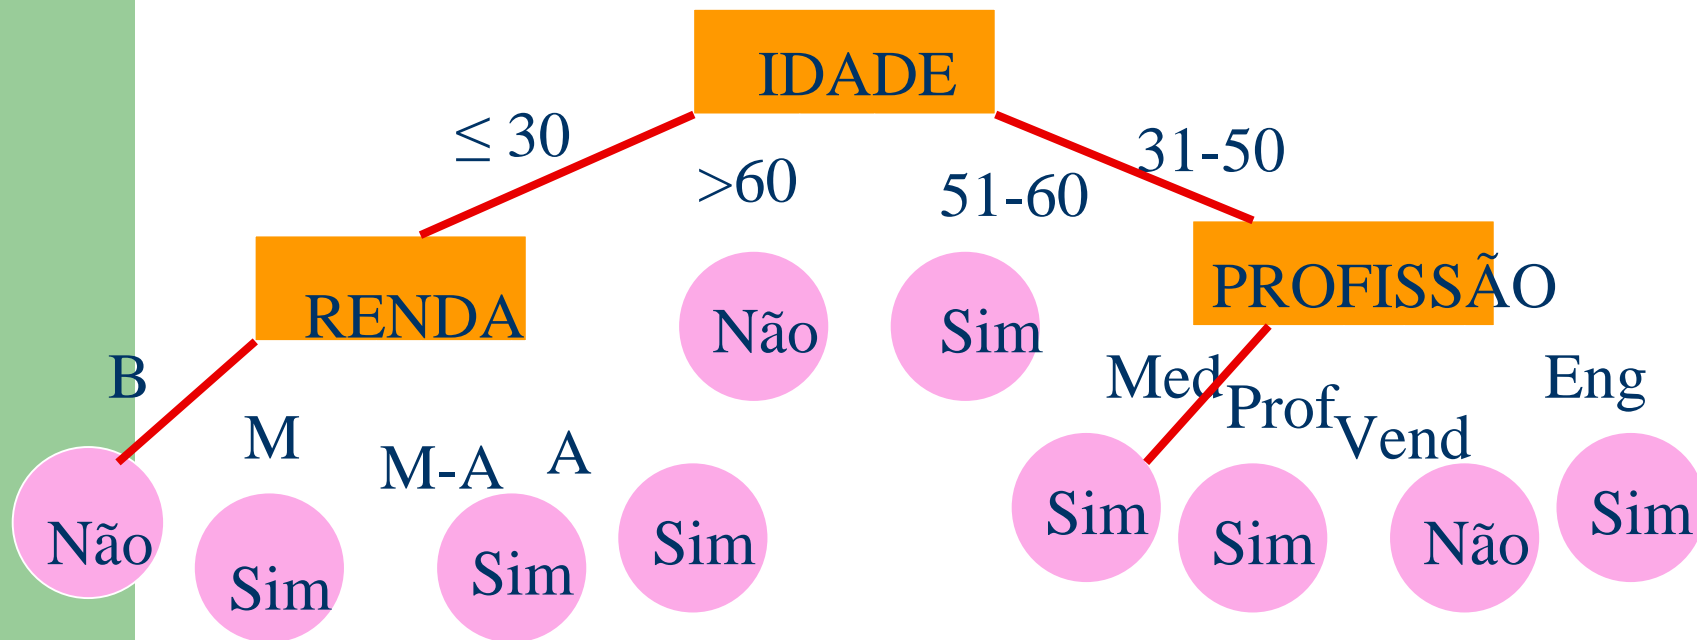 IDADE
≤ 30
>60
51-60
31-50
RENDA
Não
Sim
PROFISSÃO
B
M
M-A
A
Med
Prof
Vend
Eng
Não
Sim
Sim
Sim
Sim
Sim
Não
Sim